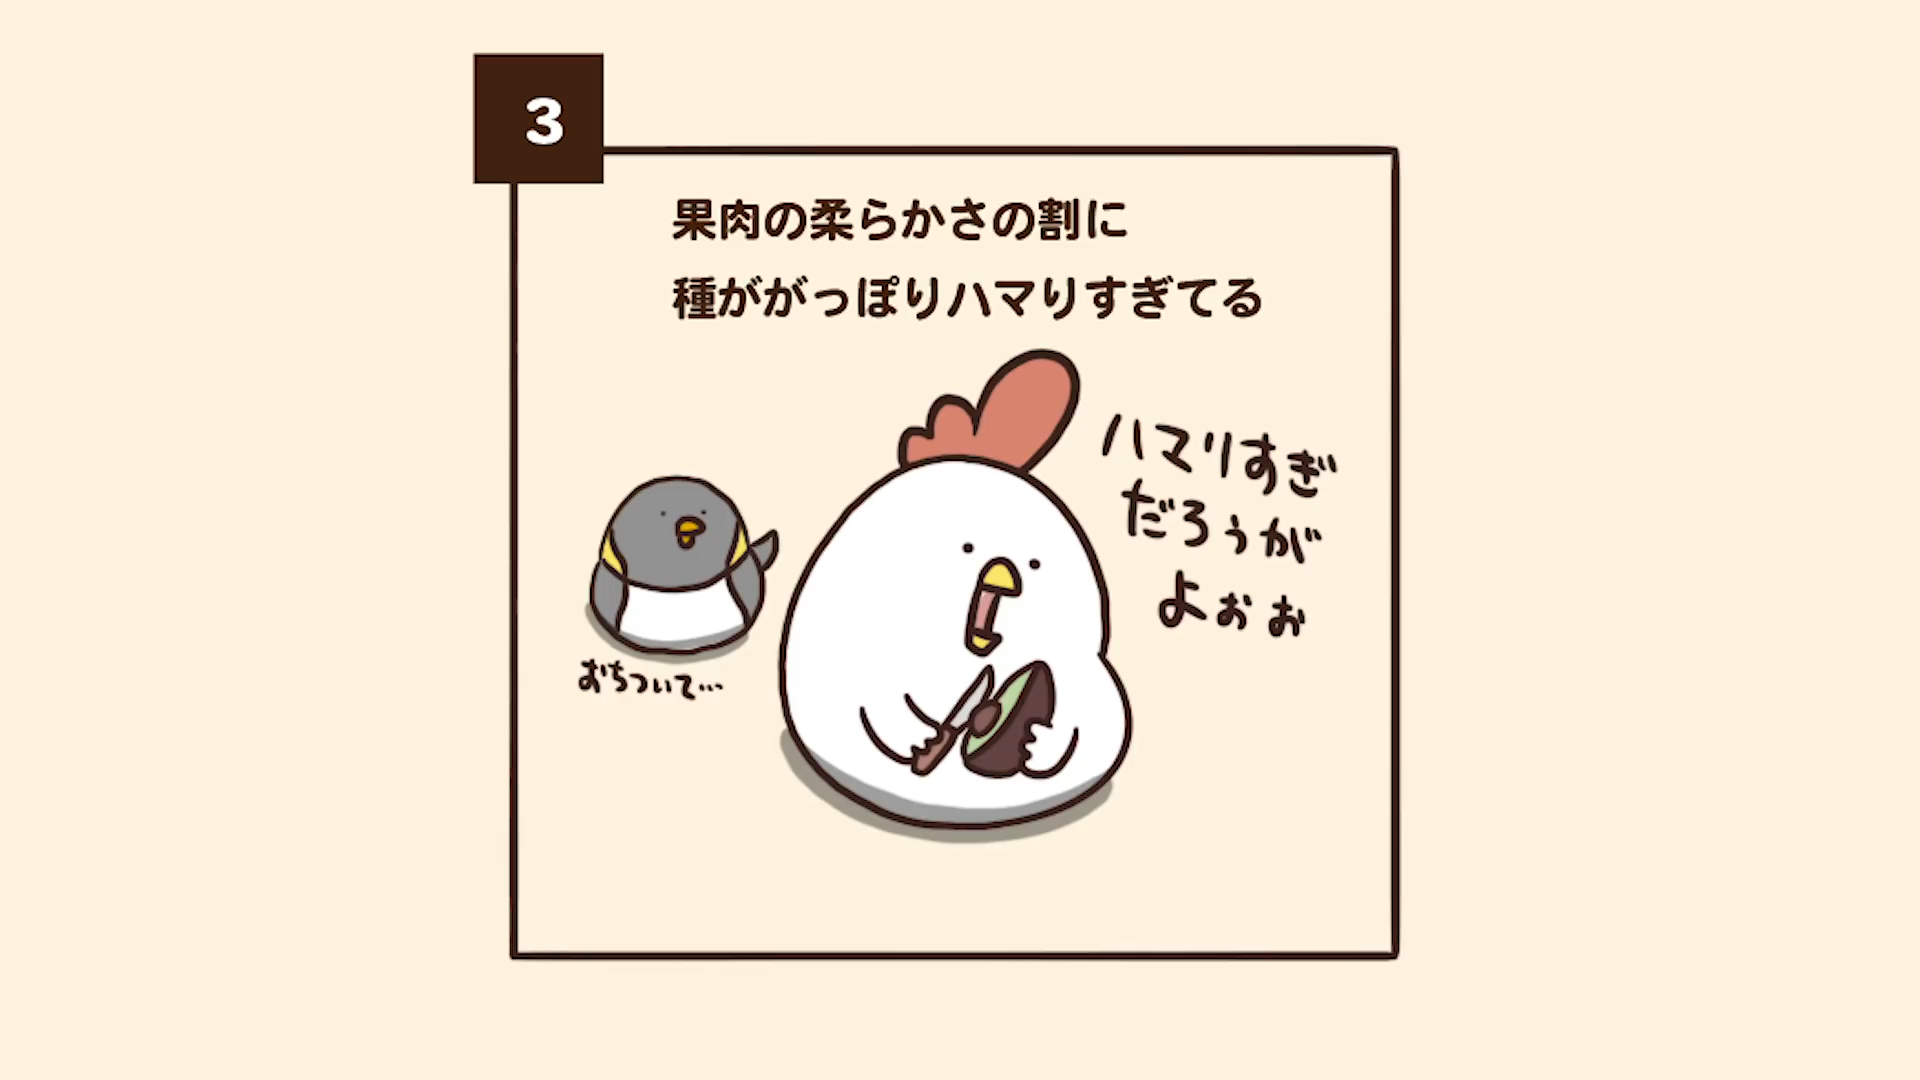 3
果肉の柔らかさの割に
種ががっぽりハマりすぎてる
ハマリすぎ
だろぅが
よぉぉ
おちついて…